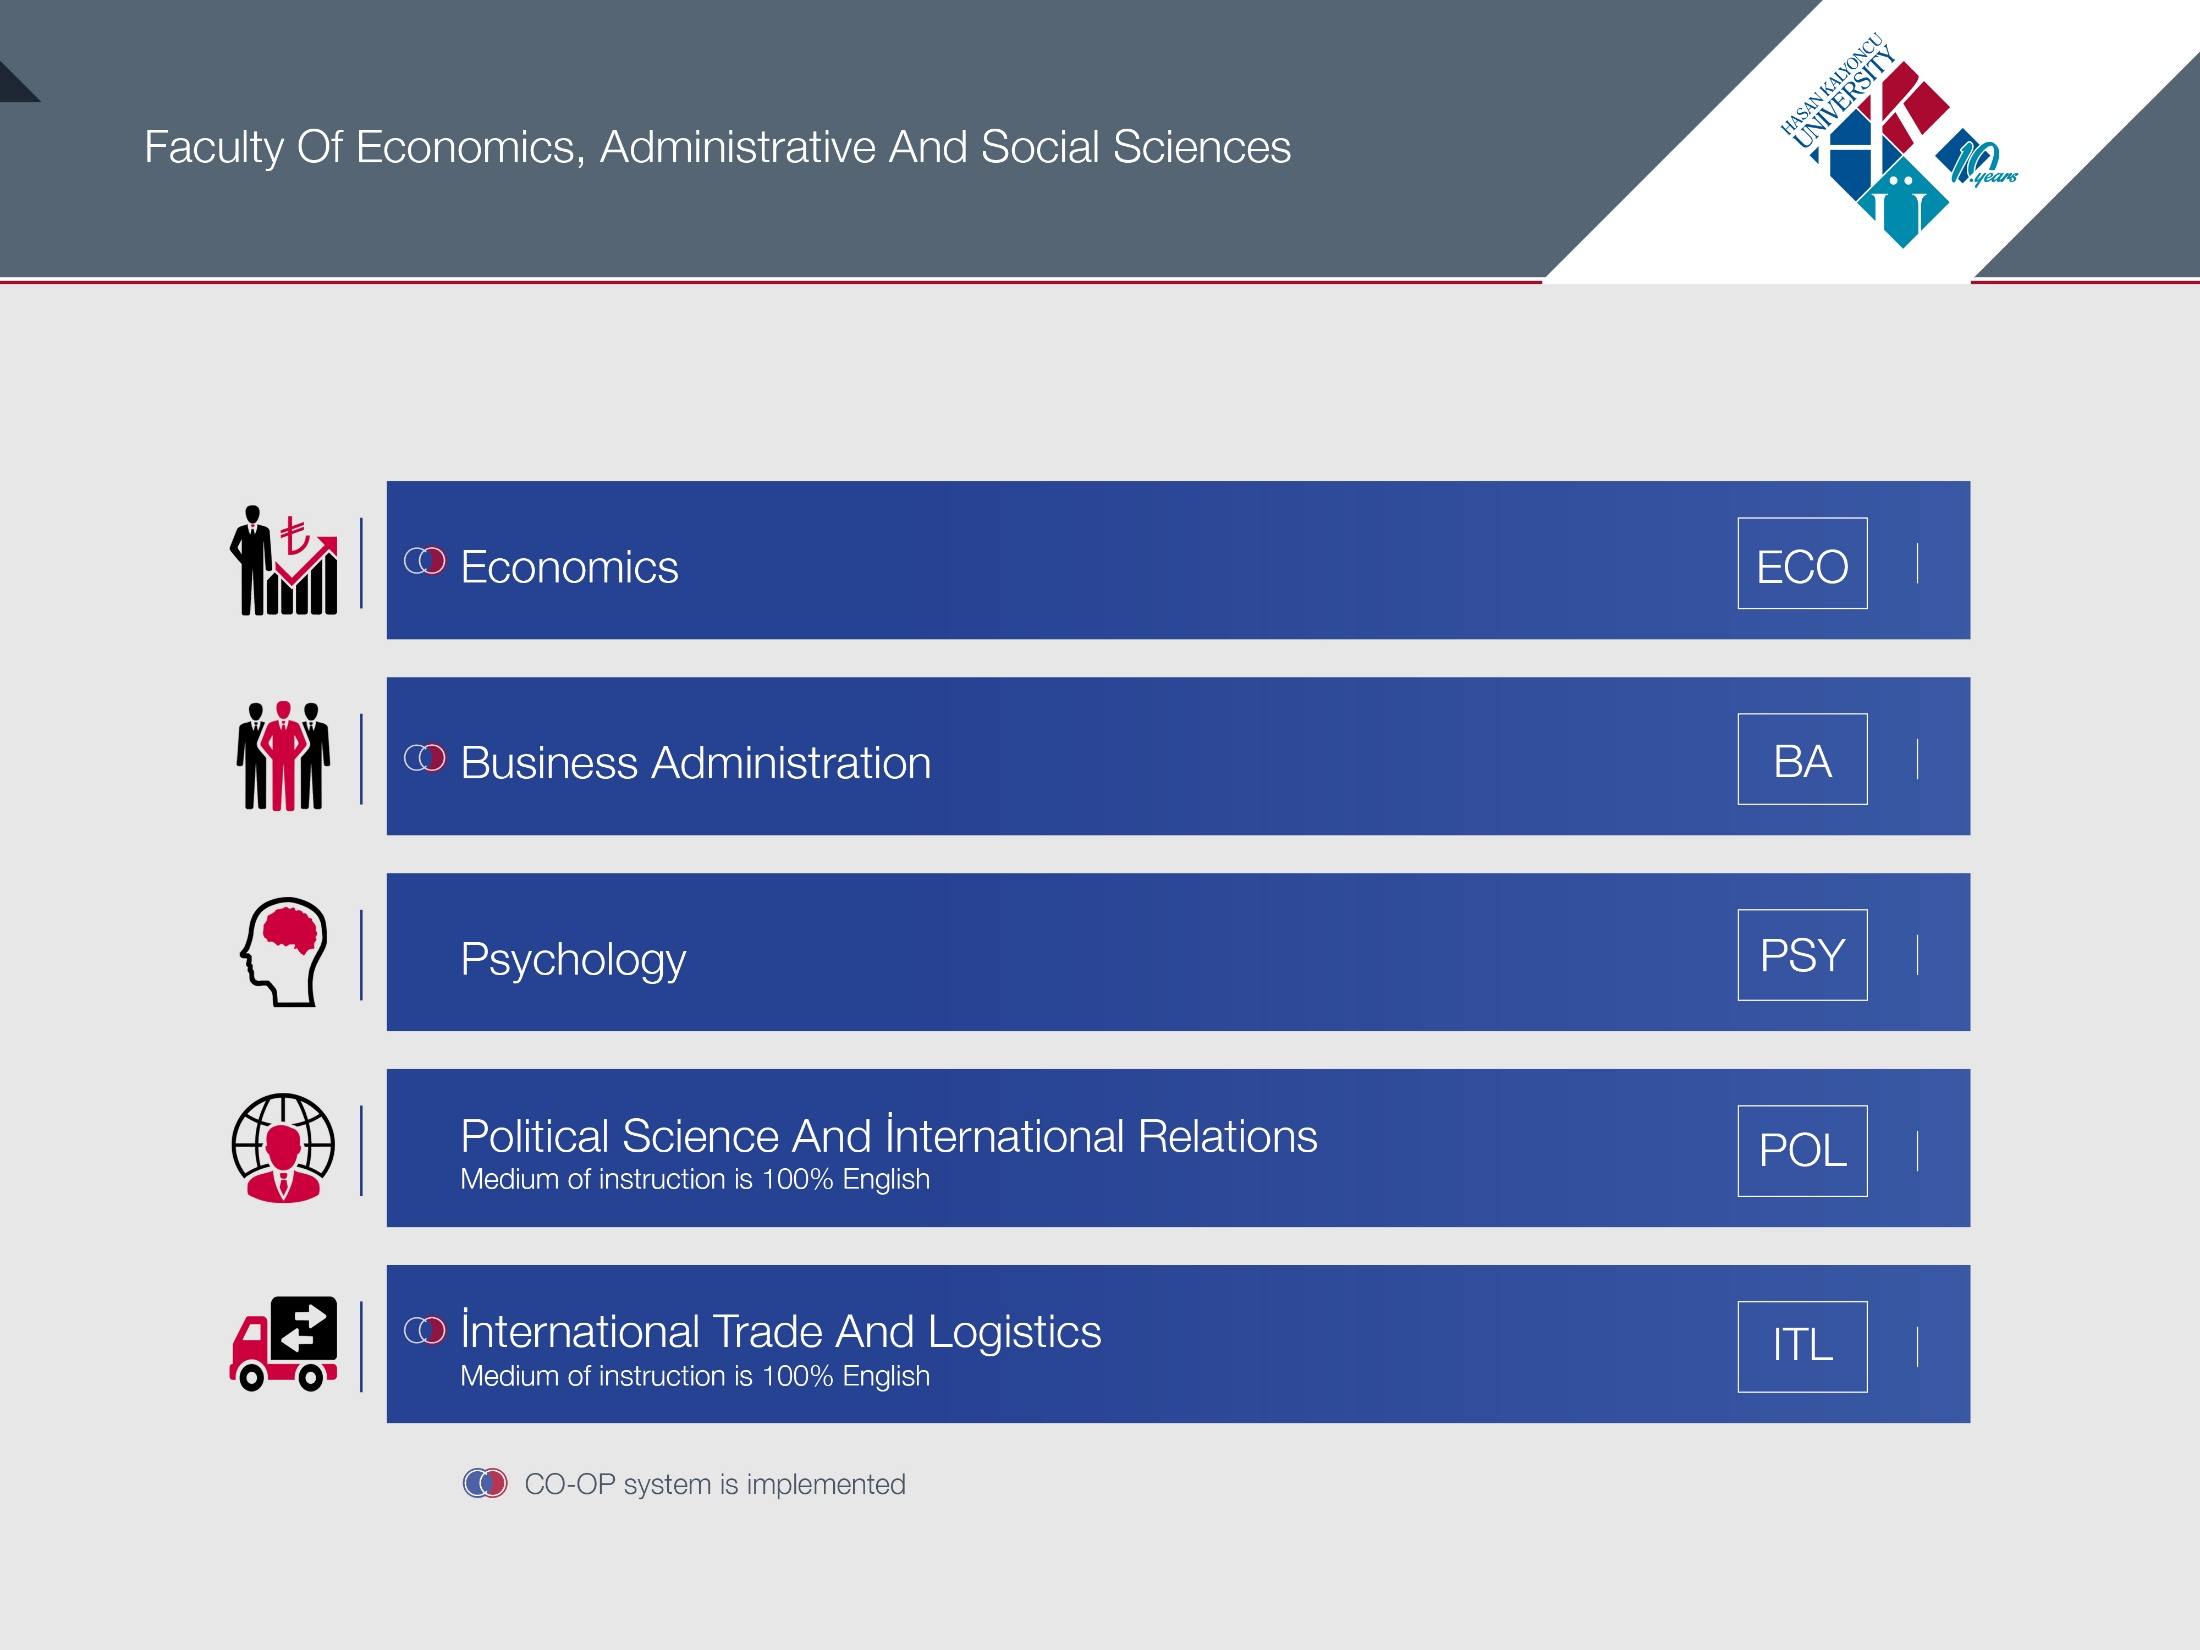 Faculty Of Economics, Administrative And Social Sciences
HASAN KALYONCU
UNIVERSITY
10.years
Economics
ECO
Business Administration
BA
Psychology
PSY
Political Science And İnternational Relations
Medium of instruction is 100% English
POL
İnternational Trade And Logistics
Medium of instruction is 100% English
ITL
CO-OP system is implemented